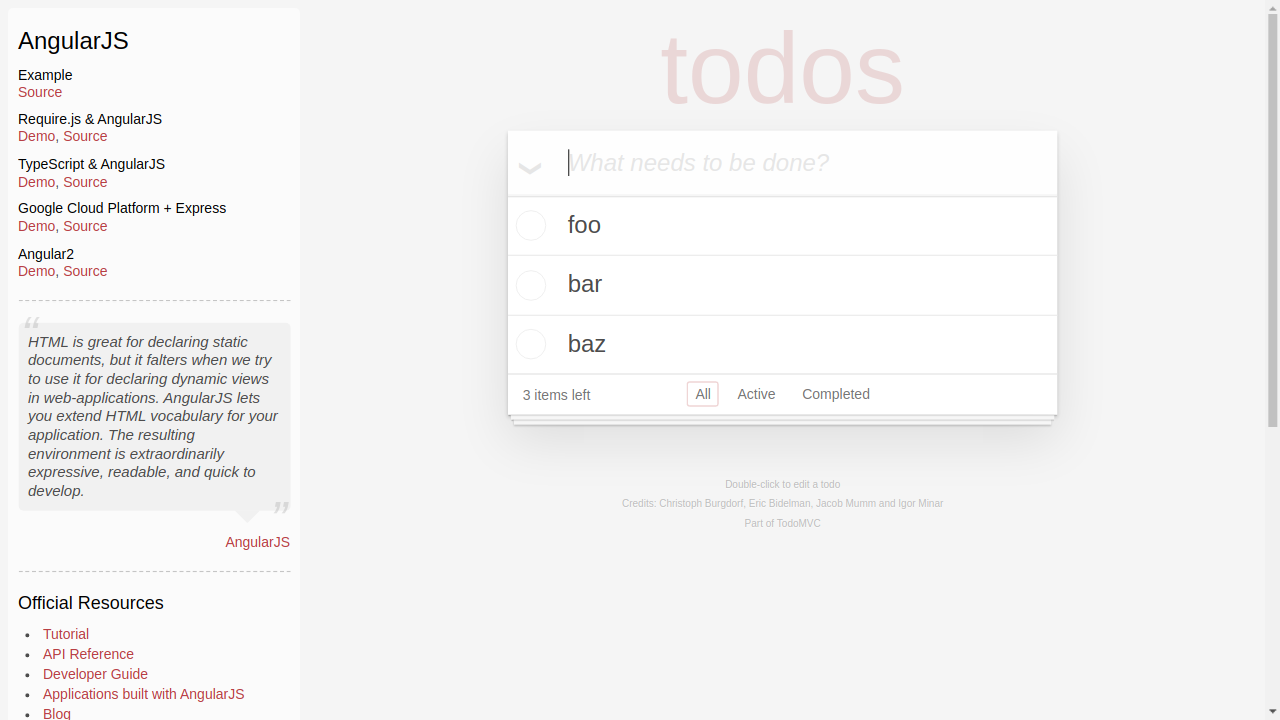 AngularJS
Example
Source
Require.js & AngularJS
Demo, Source
TypeScript & AngularJS
Demo, Source
Google Cloud Platform + Express
Demo, Source
Angular2
Demo, Source
“
HTML is great for declaring static
documents, but it falters when we try
to use it for declaring dynamic views
in web-applications. AngularJS lets
you extend HTML vocabulary for your
application. The resulting
environment is extraordinarily
expressive, readable, and quick to
develop.
”
AngularJS
Official Resources
• Tutorial
• API Reference
• Developer Guide
• Applications built with AngularJS
• Blog
todos
What needs to be done?
foo
bar
baz
3 items left All Active Completed
Double-click to edit a todo
Credits: Christoph Burgdorf, Eric Bidelman, Jacob Mumm and Igor Minar
Part of TodoMVC